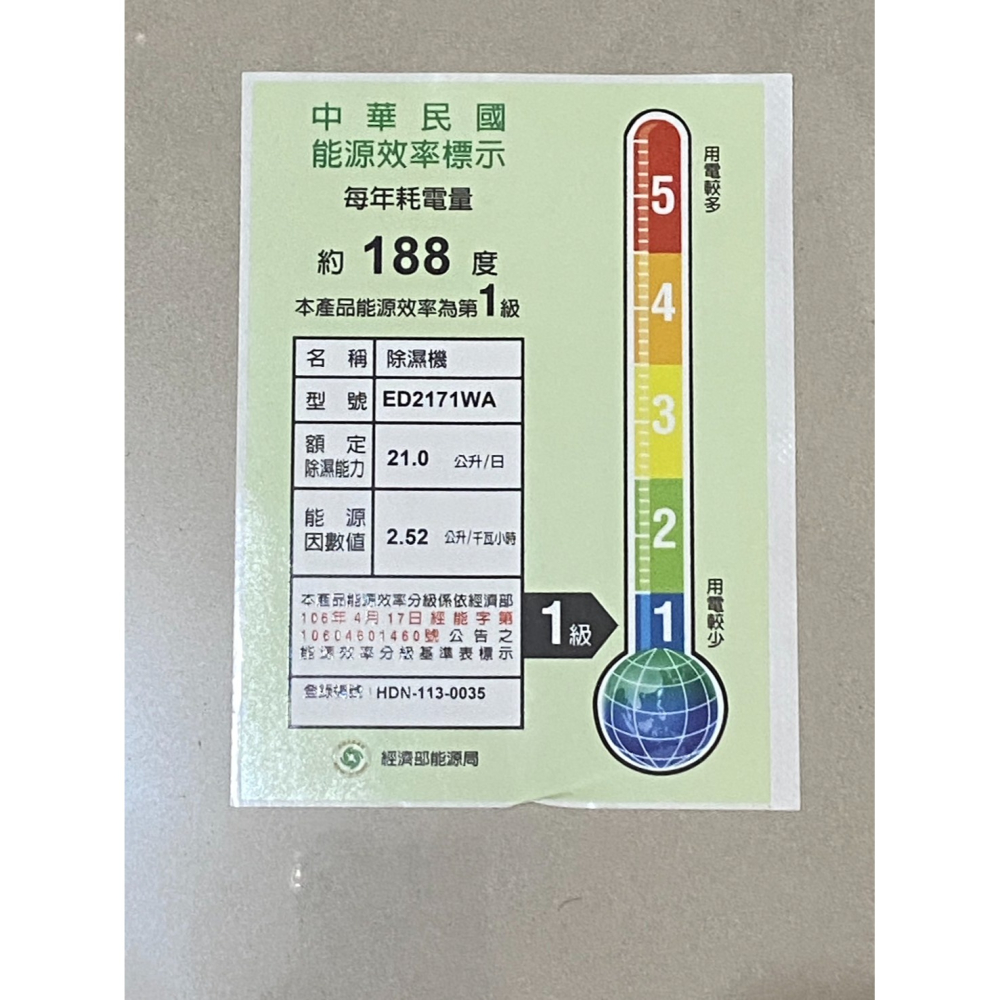 中華民國
能源效率標示
每年耗電量
約 188 度
本產品能源效率為第1級
名稱 除濕機
型號 ED2171WA
額定
除濕能力 21.0 公升/日
能源
因數值 2.52 公升/千瓦小時
本產品能源效率分級係依經濟部
106年4月17日經能字第
10604601460號公告之
能源效率分級基準表標示
登錄編號:HDN-113-0035
經濟部能源局
1級
用電較多
5
4
3
2
1
用電較少